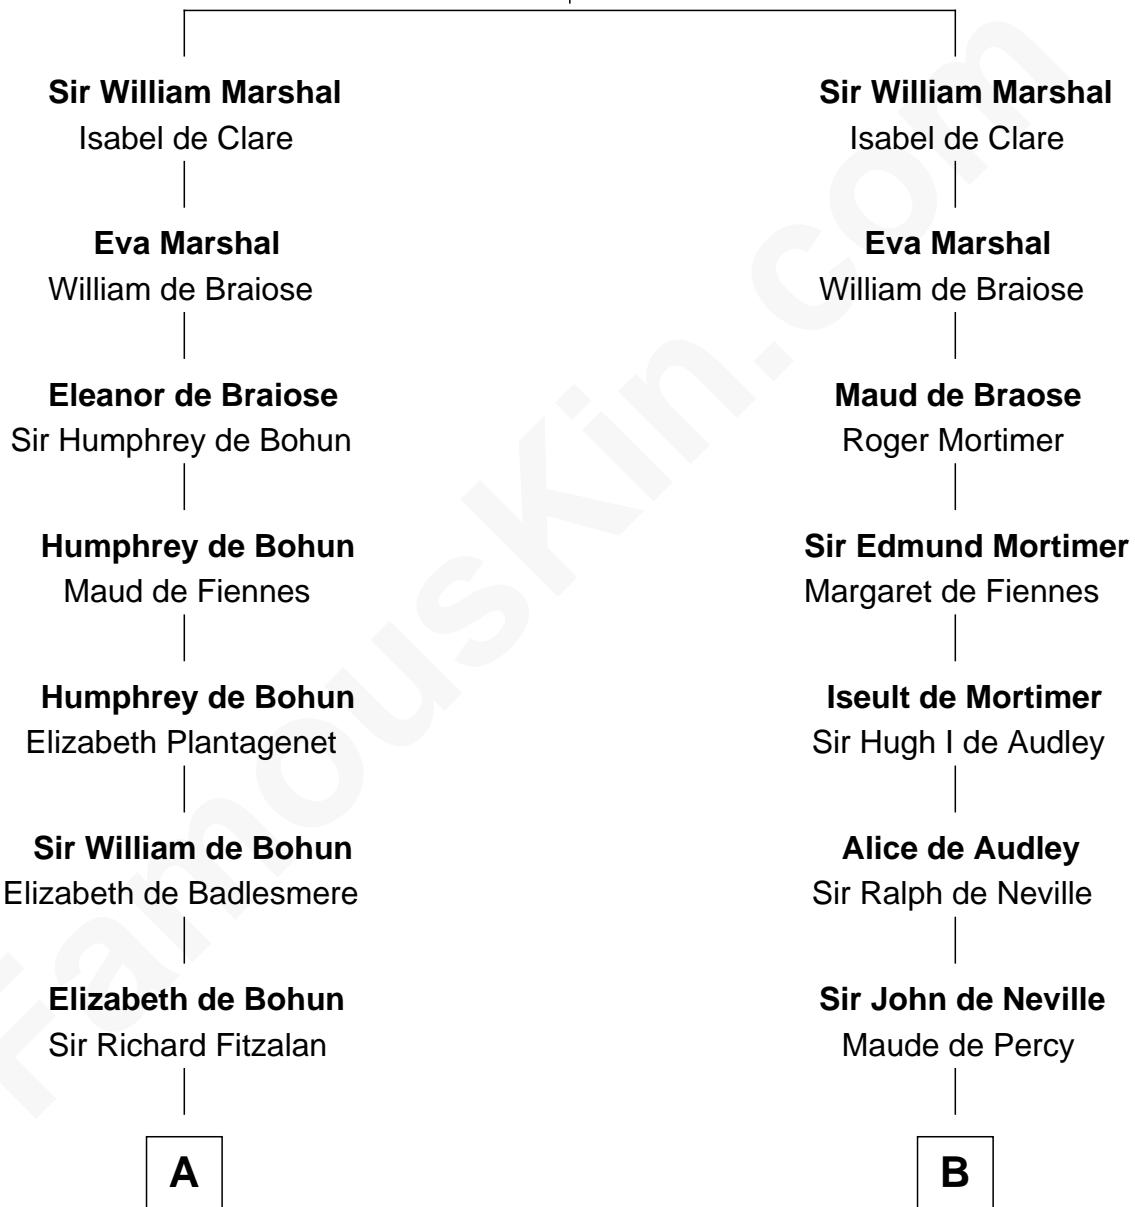 Sir William Marshal
Isabel de Clare
Eva Marshal
William de Braiose
Eleanor de Braiose
Sir Humphrey de Bohun
Humphrey de Bohun
Maud de Fiennes
Humphrey de Bohun
Elizabeth Plantagenet
Sir William de Bohun
Elizabeth de Badlesmere
Elizabeth de Bohun
Sir Richard Fitzalan
A
Sir William Marshal
Isabel de Clare
Eva Marshal
William de Braiose
Maud de Braose
Roger Mortimer
Sir Edmund Mortimer
Margaret de Fiennes
Iseult de Mortimer
Sir Hugh I de Audley
Alice de Audley
Sir Ralph de Neville
Sir John de Neville
Maude de Percy
B
FamousKin.com